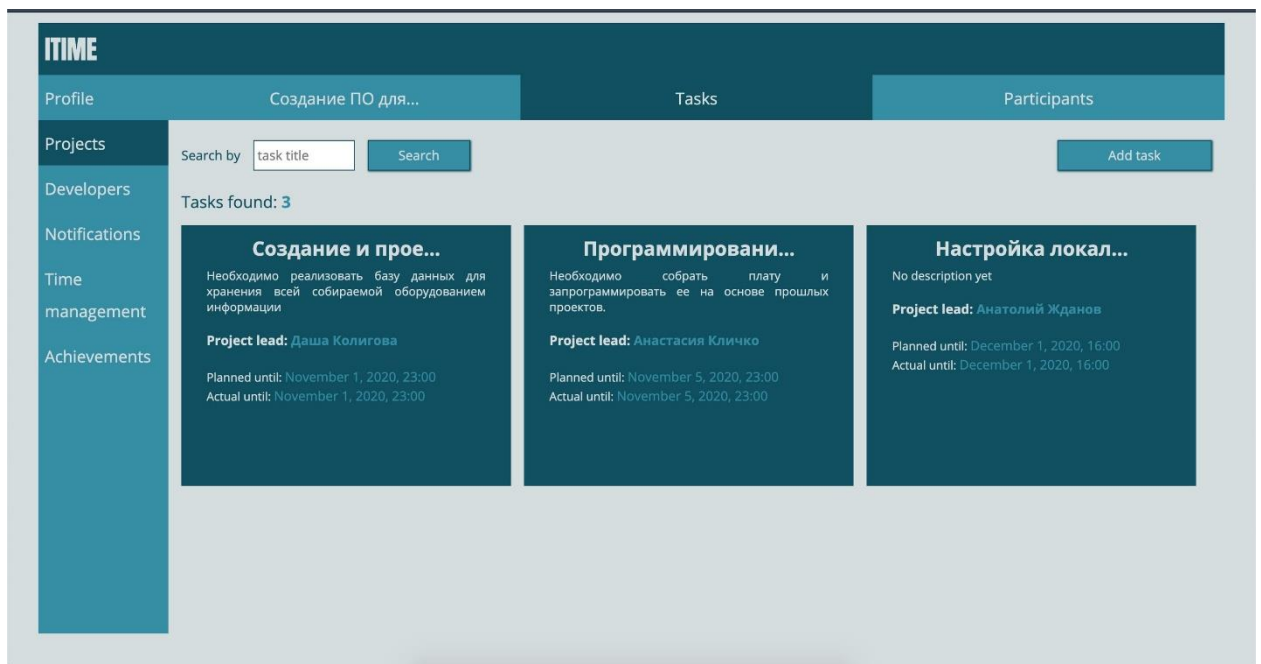 ITIME
Profile
Создание ПО для...
Tasks
Participants
Projects
Developers
Notifications
Time
management
Achievements
Search by
task title
Search
Add task
Tasks found: 3
Создание и прое...
Необходимо реализовать базу данных для
хранения всей собираемой оборудованием
информации
Project lead: Даша Колигова
Planned until: November 1, 2020, 23:00
Actual until: November 1, 2020, 23:00
Программировани...
Необходимо собрать плату и
запрограммировать ее на основе прошлых
проектов.
Project lead: Анастасия Кличко
Planned until: November 5, 2020, 23:00
Actual until: November 5, 2020, 23:00
Настройка локал...
No description yet
Project lead: Анатолий Жданов
Planned until: December 1, 2020, 16:00
Actual until: December 1, 2020, 16:00